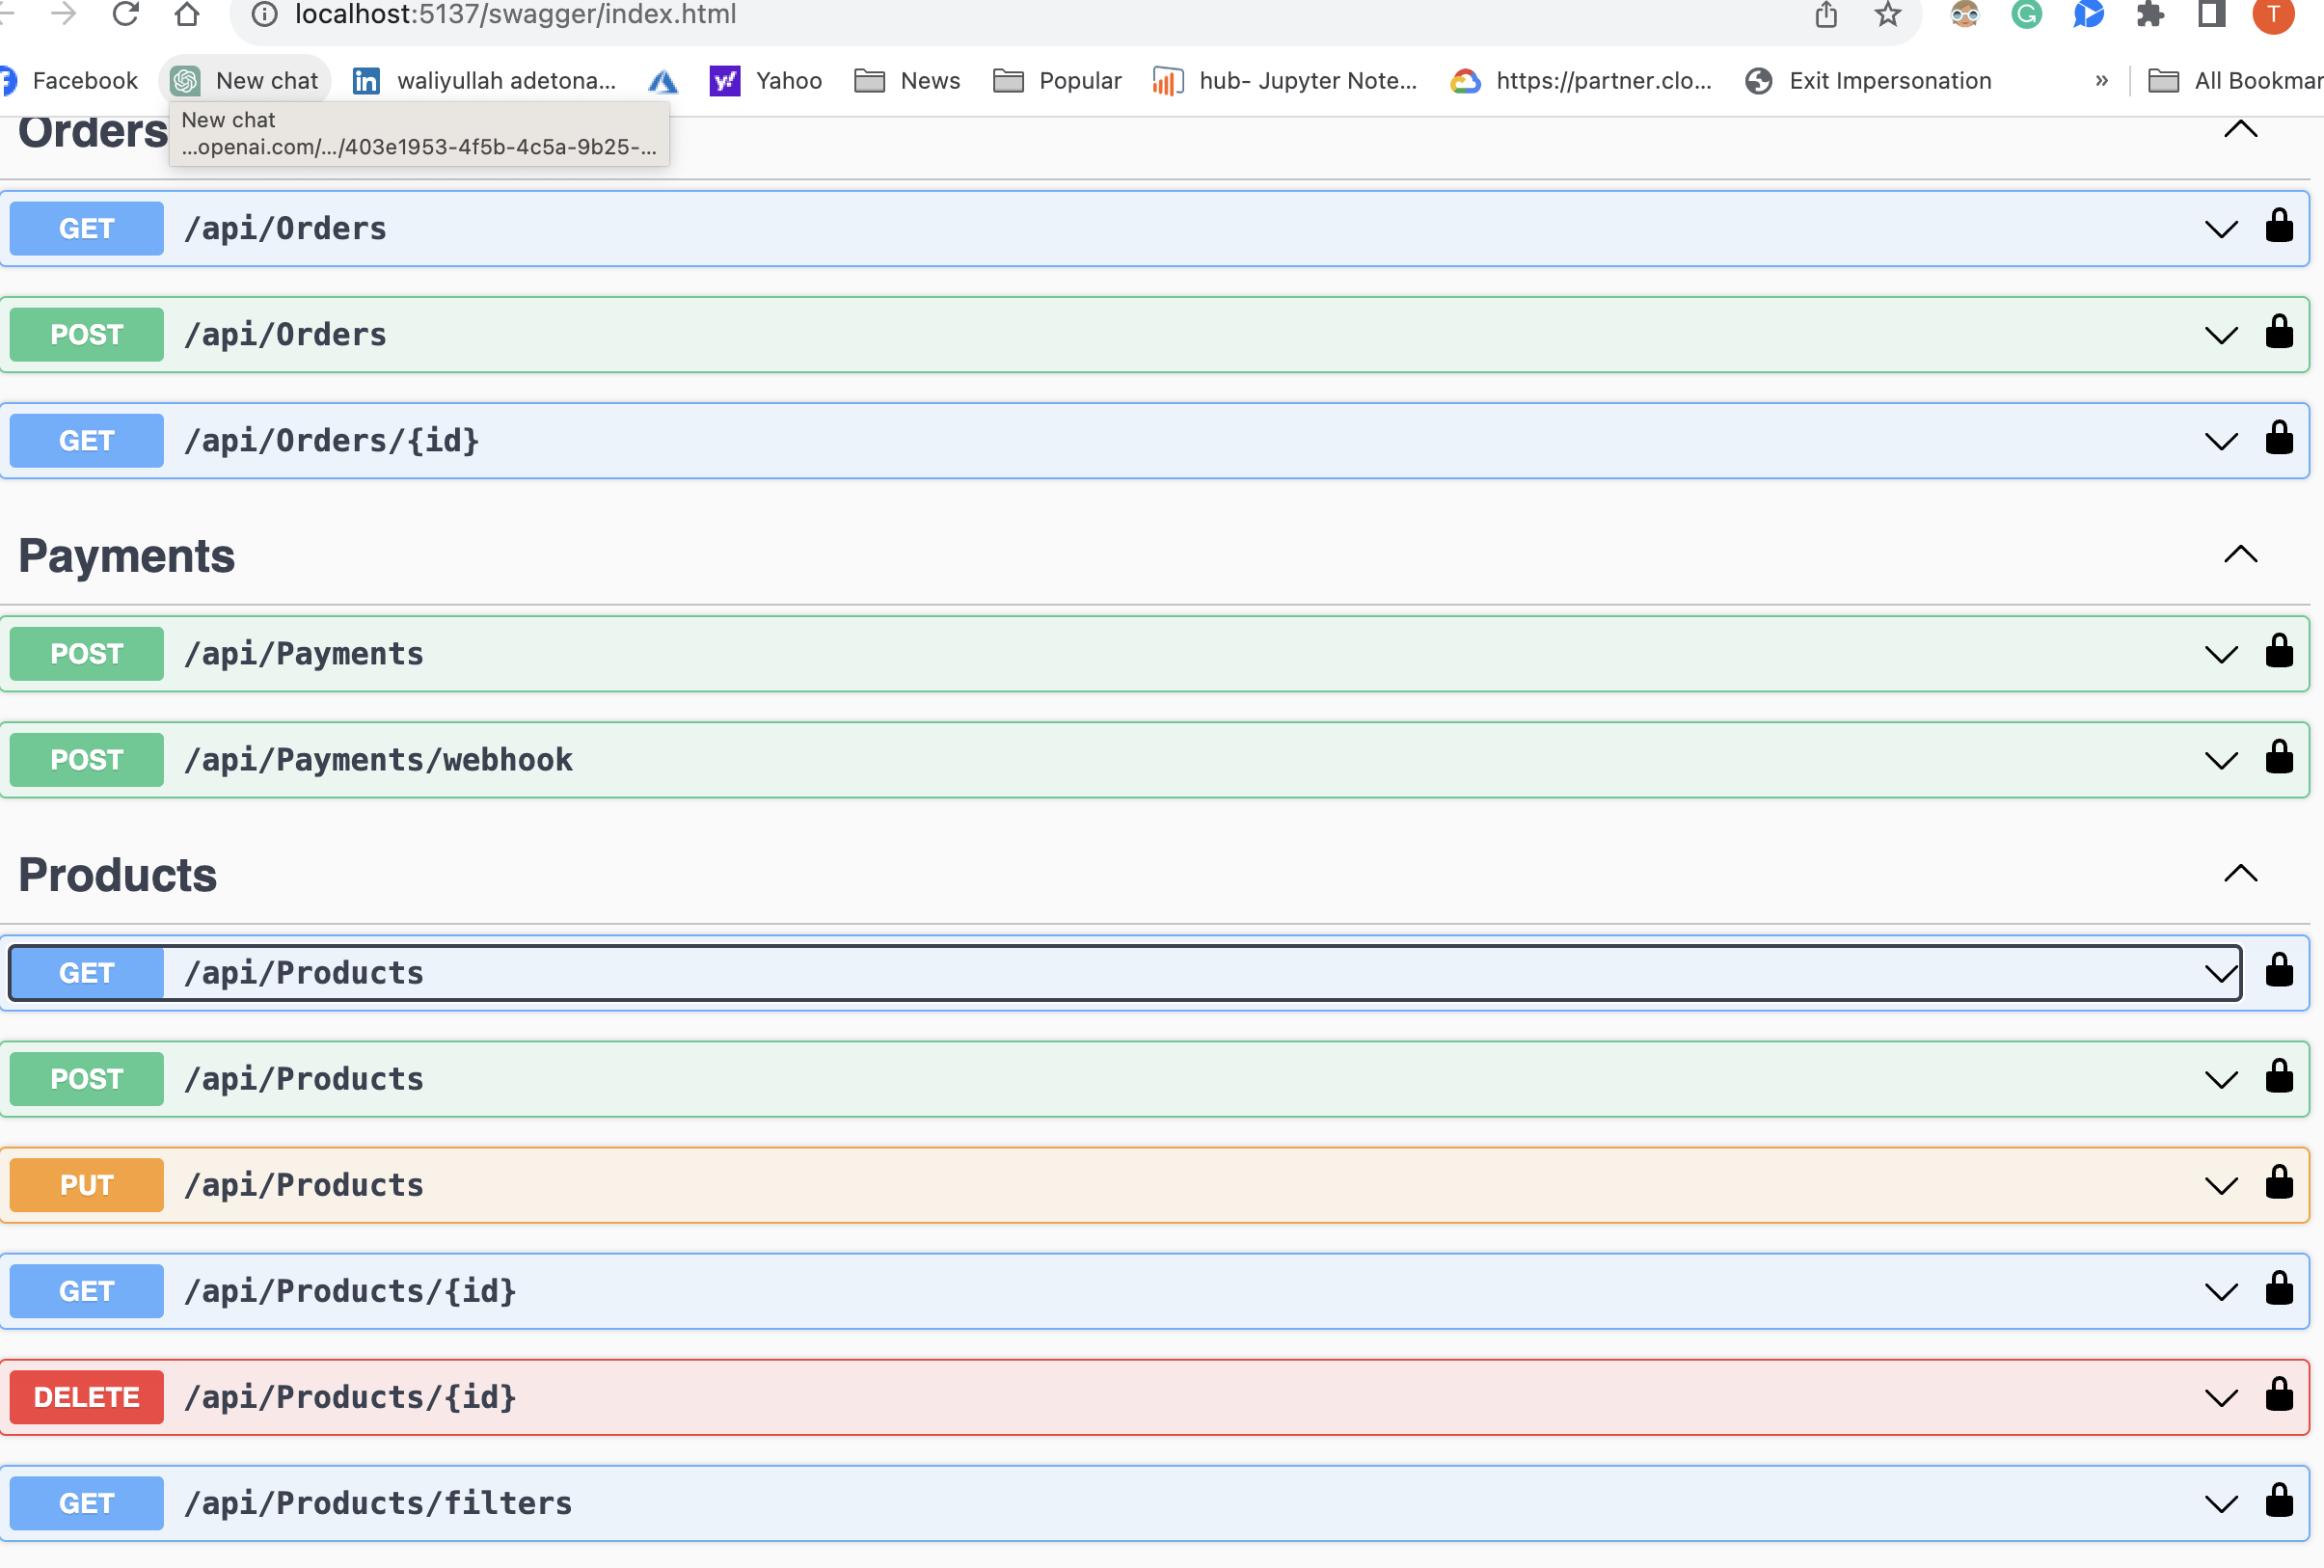 localhost:5137/swagger/index.html
T
Facebook New chat in waliyullah adetona... y! Yahoo News Popular hub- Jupyter Note... https://partner.clo... Exit Impersonation » All Bookmar
New chat
...openai.com/.../403e1953-4f5b-4c5a-9b25-...
Orders
GET /api/Orders
POST /api/Orders
GET /api/Orders/{id}
Payments
POST /api/Payments
POST /api/Payments/webhook
Products
GET /api/Products
POST /api/Products
PUT /api/Products
GET /api/Products/{id}
DELETE /api/Products/{id}
GET /api/Products/filters